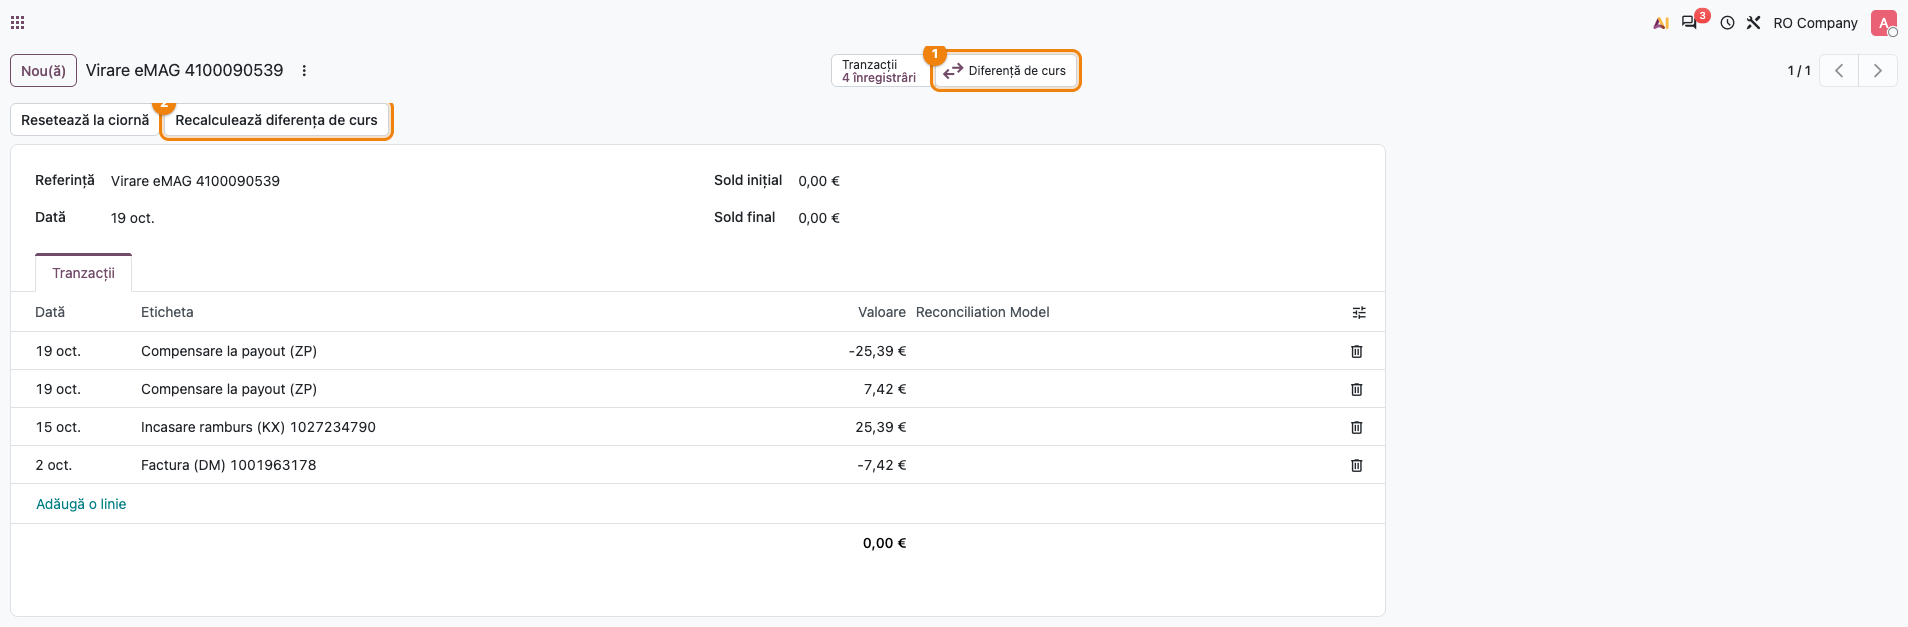 AI
3
RO Company
A
Nou(ă)
Virare eMAG 4100090539
Tranzacții
4 înregistrări
1
Diferență de curs
1 / 1
Resetează la ciornă
2
Recalculează diferența de curs
Referință
Virare eMAG 4100090539
Sold inițial
0,00 €
Dată
19 oct.
Sold final
0,00 €
Tranzacții
Dată
Eticheta
Valoare
Reconciliation Model
19 oct.
Compensare la payout (ZP)
-25,39 €
19 oct.
Compensare la payout (ZP)
7,42 €
15 oct.
Incasare ramburs (KX) 1027234790
25,39 €
2 oct.
Factura (DM) 1001963178
-7,42 €
Adăugă o linie
0,00 €